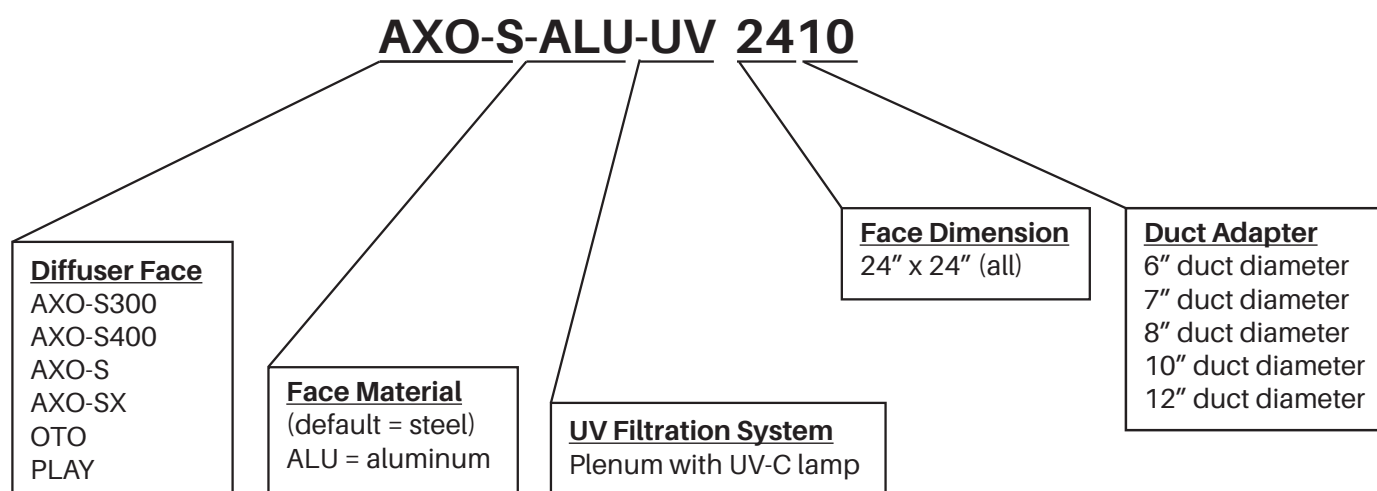 AXO-S-ALU-UV 2410
Diffuser Face
AXO-S300
AXO-S400
AXO-S
AXO-SX
OTO
PLAY
Face Material
(default = steel)
ALU = aluminum
UV Filtration System
Plenum with UV-C lamp
Face Dimension
24” x 24” (all)
Duct Adapter
6” duct diameter
7” duct diameter
8” duct diameter
10” duct diameter
12” duct diameter